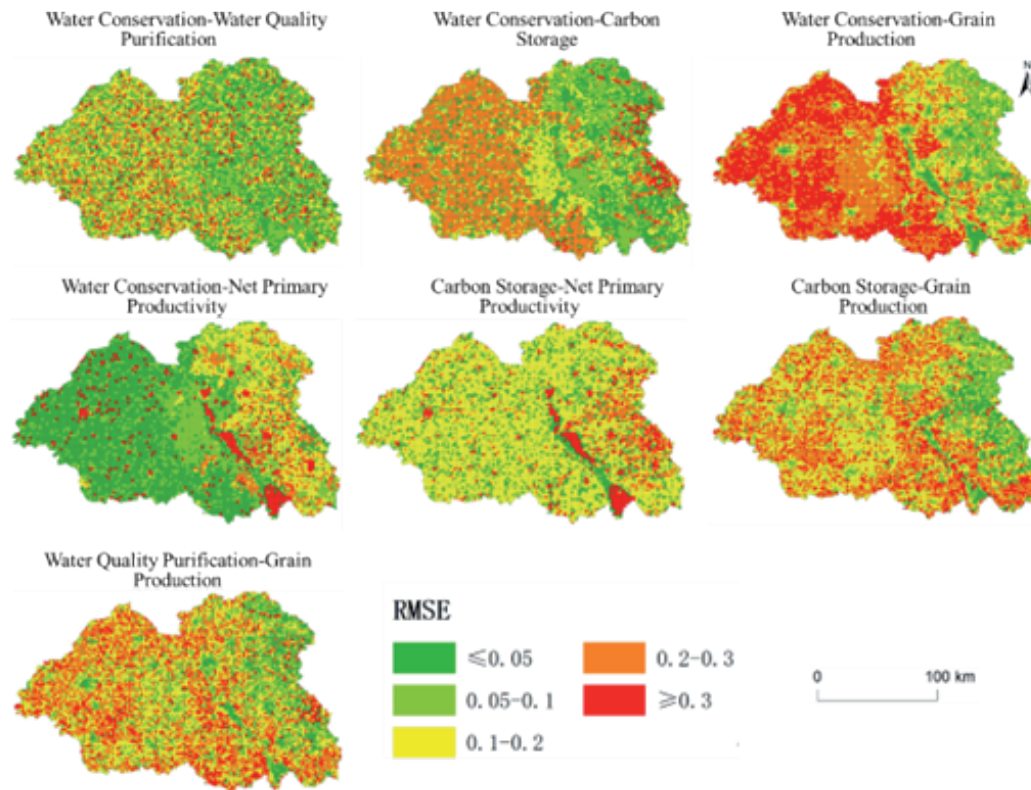 Water Conservation-Water Quality
Purification
Water Conservation-Carbon
Storage
Water Conservation-Grain
Production
N
Water Conservation-Net Primary
Productivity
Carbon Storage-Net Primary
Productivity
Carbon Storage-Grain
Production
Water Quality Purification-Grain
Production
RMSE
≤0.05
0.2-0.3
0.05-0.1
≥0.3
0.1-0.2
0
100 km